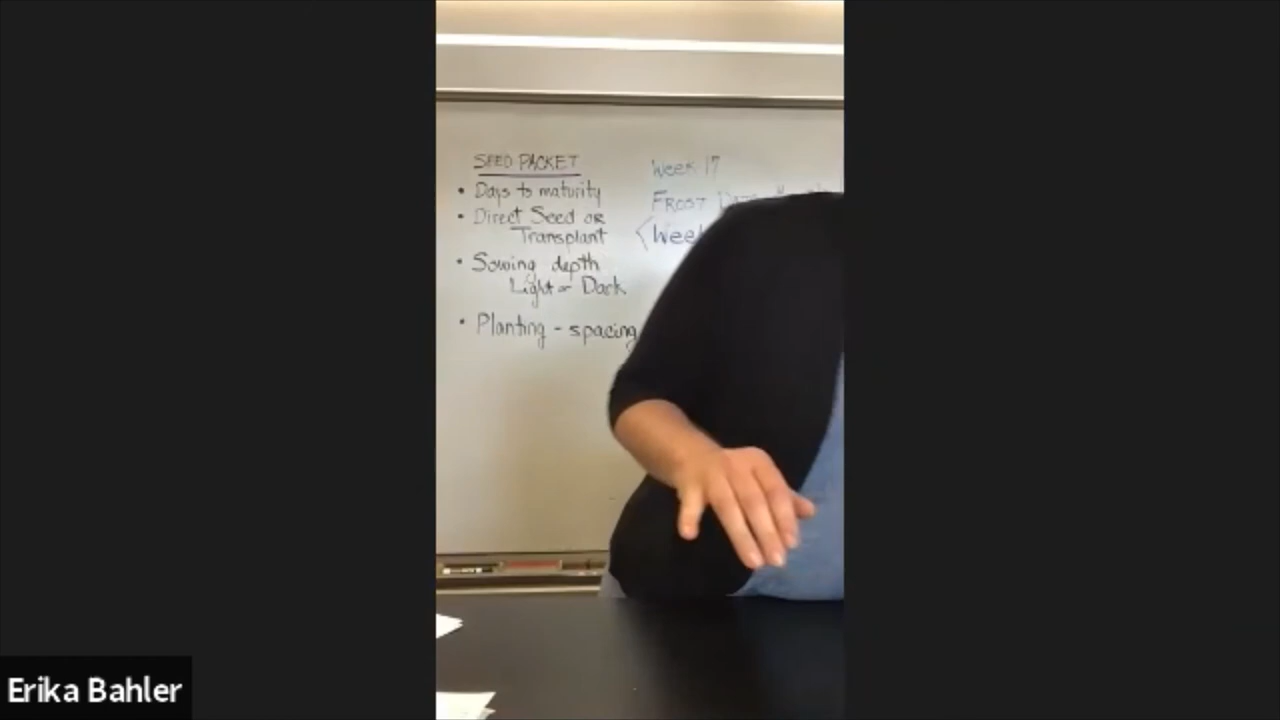 SEED PACKET
• Days to maturity
• Direct Seed or
Transplant
• Sowing depth
Light or Dark
• Planting - spacing
Week 17
FROST
Erika Bahler